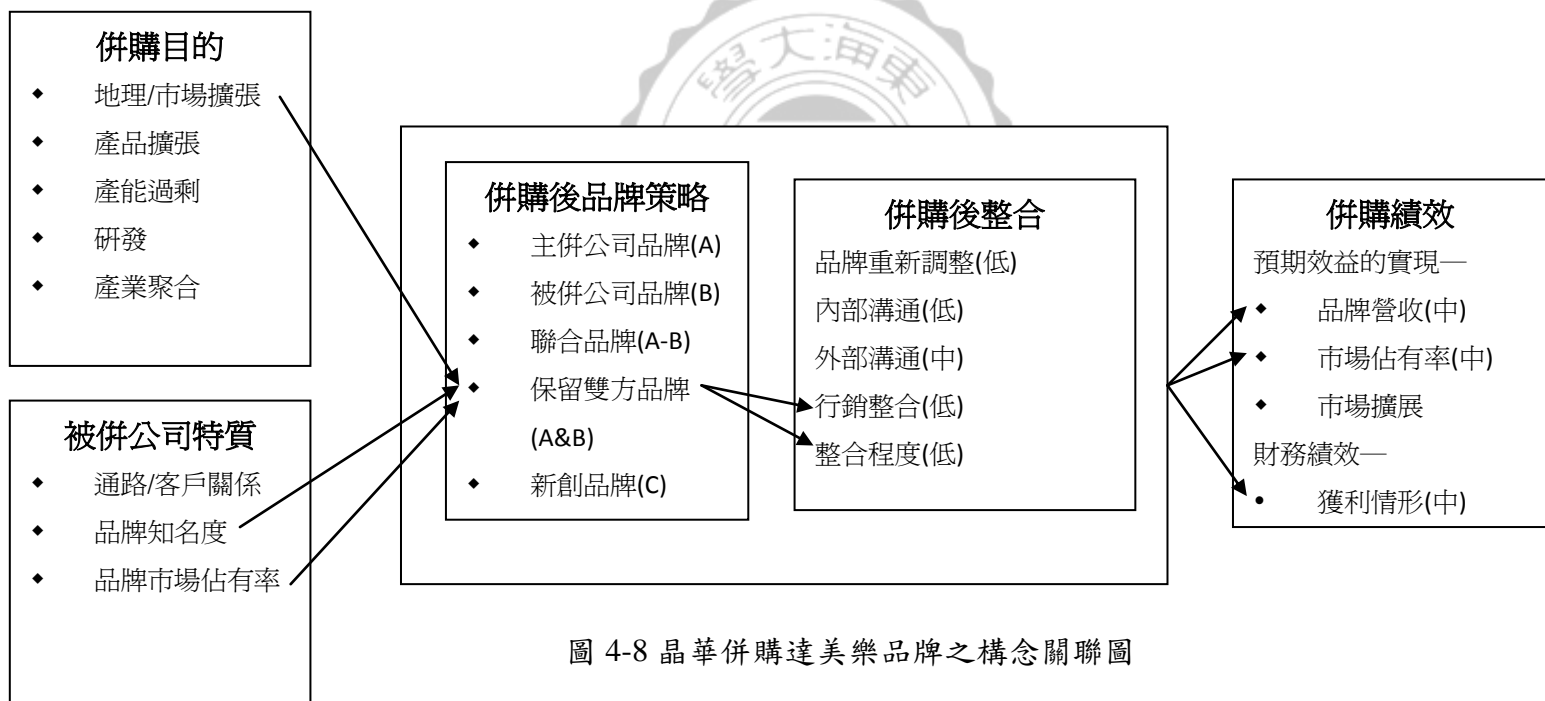 學大海東
併購目的
◆ 地理/市場擴張
◆ 產品擴張
◆ 產能過剩
◆ 研發
◆ 產業聚合
被併公司特質
◆ 通路/客戶關係
◆ 品牌知名度
◆ 品牌市場佔有率
併購後品牌策略
◆ 主併公司品牌(A)
◆ 被併公司品牌(B)
◆ 聯合品牌(A-B)
◆ 保留雙方品牌
(A&B)
◆ 新創品牌(C)
併購後整合
品牌重新調整(低)
內部溝通(低)
外部溝通(中)
行銷整合(低)
整合程度(低)
併購績效
預期效益的實現—
◆ 品牌營收(中)
◆ 市場佔有率(中)
◆ 市場擴展
財務績效—
• 獲利情形(中)
圖 4-8 晶華併購達美樂品牌之構念關聯圖